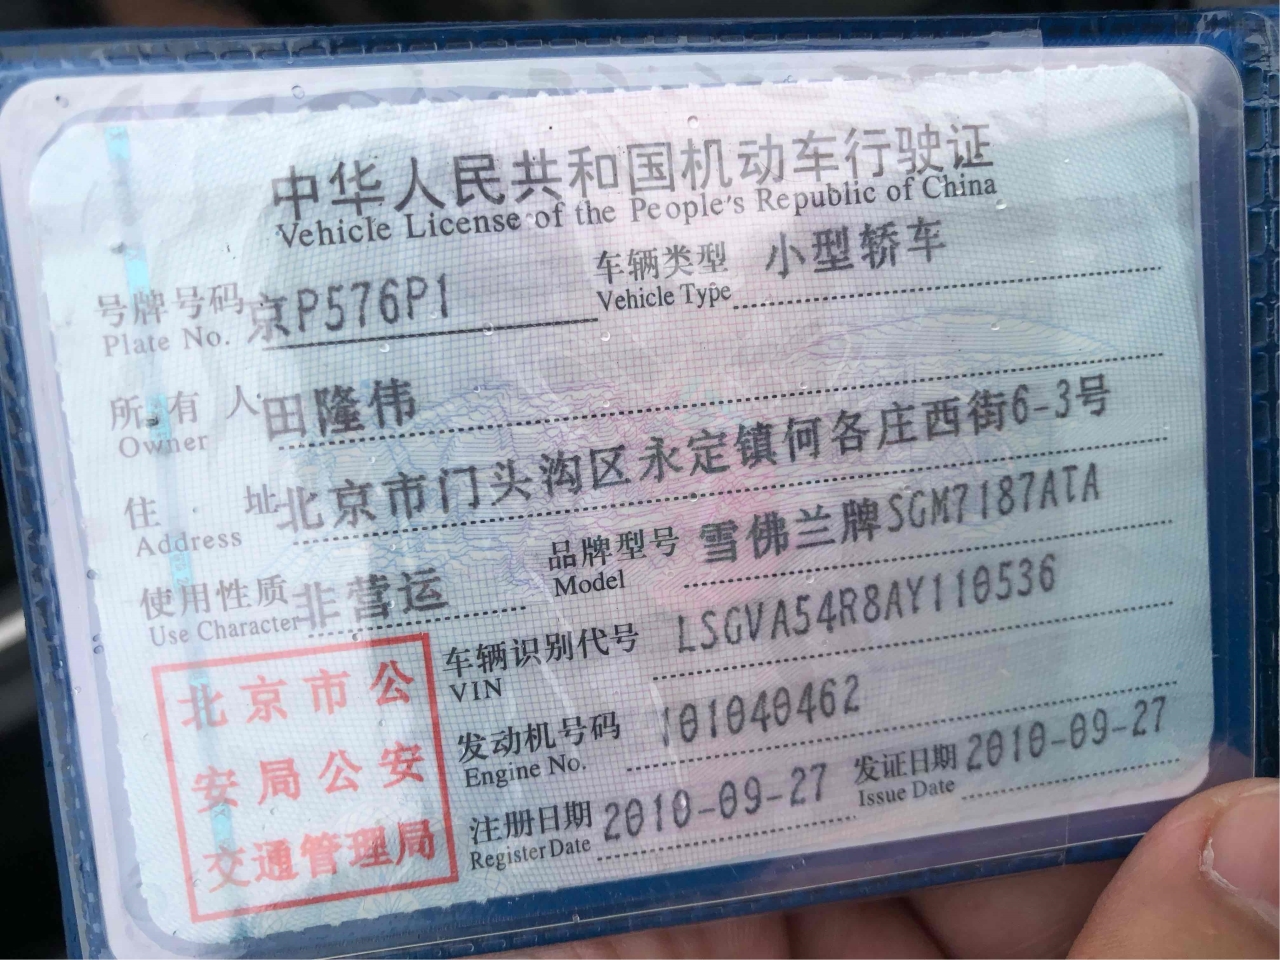 中华人民共和国机动车行驶证
Vehicle License of the People's Republic of China
号牌号码 京P576P1 车辆类型 小型轿车
Plate No. Vehicle Type
所有人 田隆伟
Owner
住址 北京市门头沟区永定镇何各庄西街6-3号
Address
使用性质 非营运 品牌型号 雪佛兰牌SGM7187ATA
Use Character Model
车辆识别代号 LSGVA54R8AY110536
VIN
发动机号码 101040462
Engine No.
注册日期 2010-09-27 发证日期 2010-09-27
Register Date Issue Date
北京市公
安局公安
交通管理局